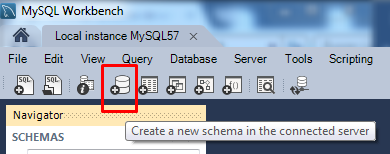 MySQL Workbench
Local instance MySQL57
File Edit View Query Database Server Tools Scripting
SQL SQL
Navigator
Create a new schema in the connected server
SCHEMAS